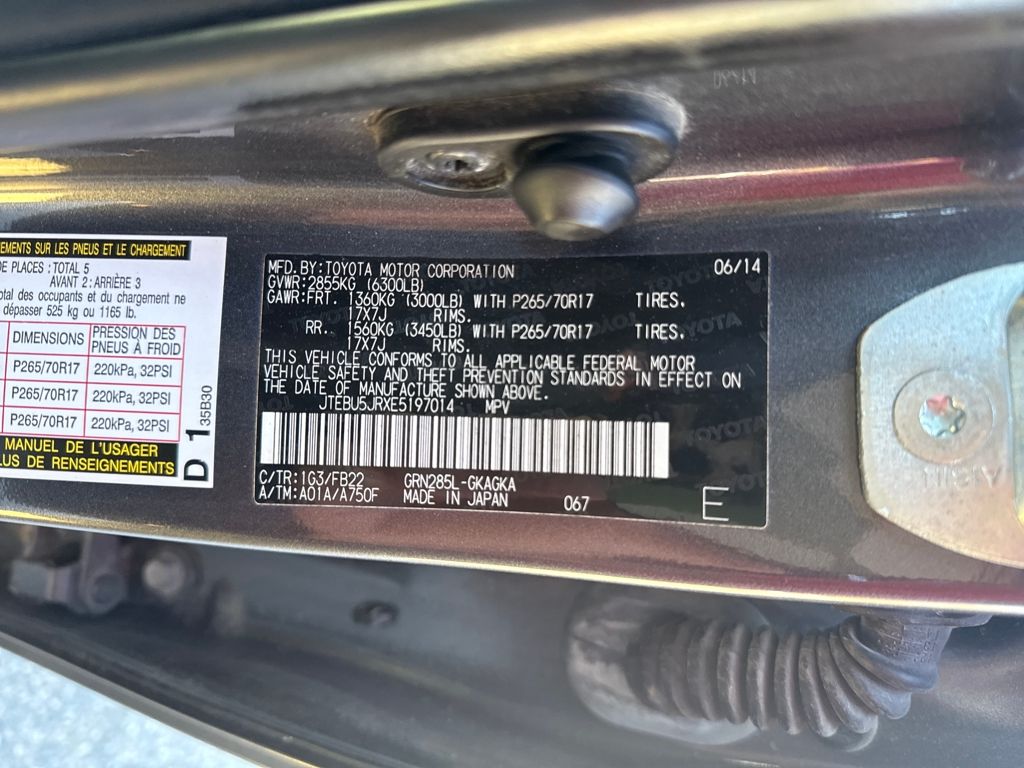 EMENTS SUR LES PNEUS ET LE CHARGEMENT
DE PLACES : TOTAL 5
AVANT 2 : ARRIÈRE 3
otal des occupants et du chargement ne
dépasser 525 kg ou 1165 lb.
DIMENSIONS PRESSION DES PNEUS À FROID
P265/70R17 220kPa, 32PSI
P265/70R17 220kPa, 32PSI
P265/70R17 220kPa, 32PSI
MANUEL DE L'USAGER
LUS DE RENSEIGNEMENTS
D 1 35B30
MFD.BY:TOYOTA MOTOR CORPORATION 06/14
GVWR:2855KG (6300LB)
GAWR:FRT. 1360KG (3000LB) WITH P265/70R17 TIRES.
17X7J RIMS.
RR. 1560KG (3450LB) WITH P265/70R17 TIRES.
17X7J RIMS.
THIS VEHICLE CONFORMS TO ALL APPLICABLE FEDERAL MOTOR
VEHICLE SAFETY AND THEFT PREVENTION STANDARDS IN EFFECT ON
THE DATE OF MANUFACTURE SHOWN ABOVE.
JTEBU5JRXE5197014 MPV
C/TR:1G3/FB22 GRN285L-GKAGKA
A/TM:A01A/A750F MADE IN JAPAN 067 E